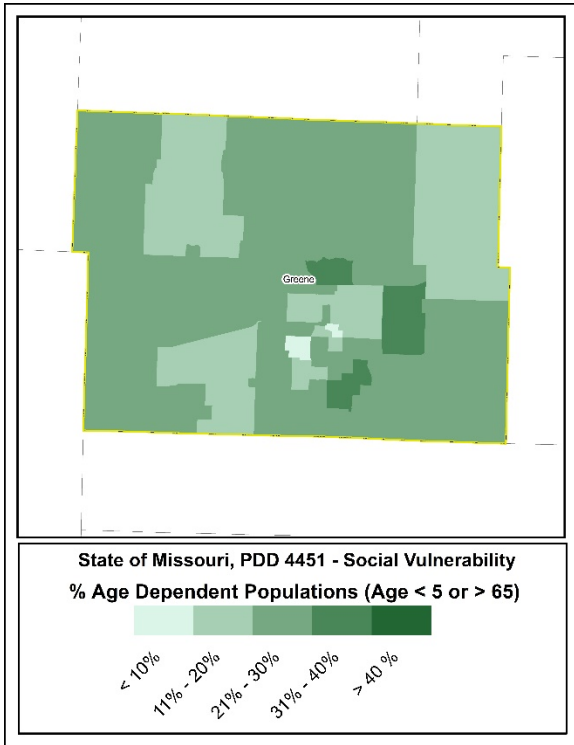 Greene
State of Missouri, PDD 4451 - Social Vulnerability
% Age Dependent Populations (Age < 5 or > 65)
< 10%
11% - 20%
21% - 30%
31% - 40%
> 40 %